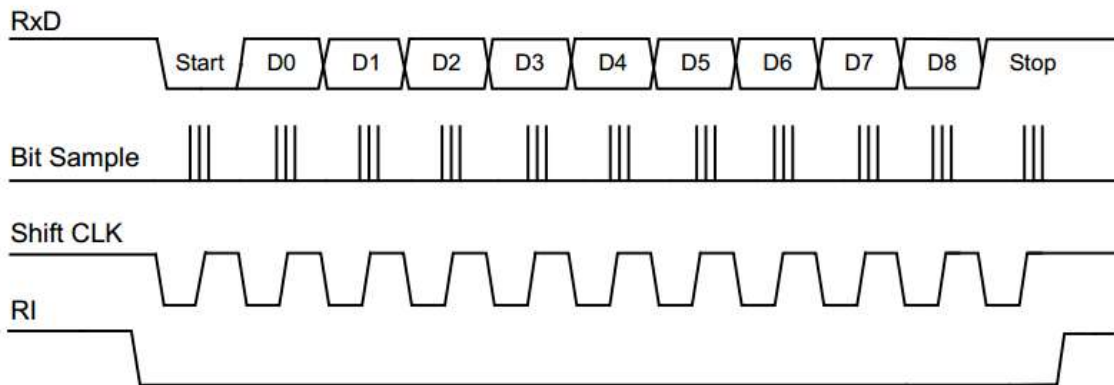 RxD
Start D0 D1 D2 D3 D4 D5 D6 D7 D8 Stop
Bit Sample
Shift CLK
RI